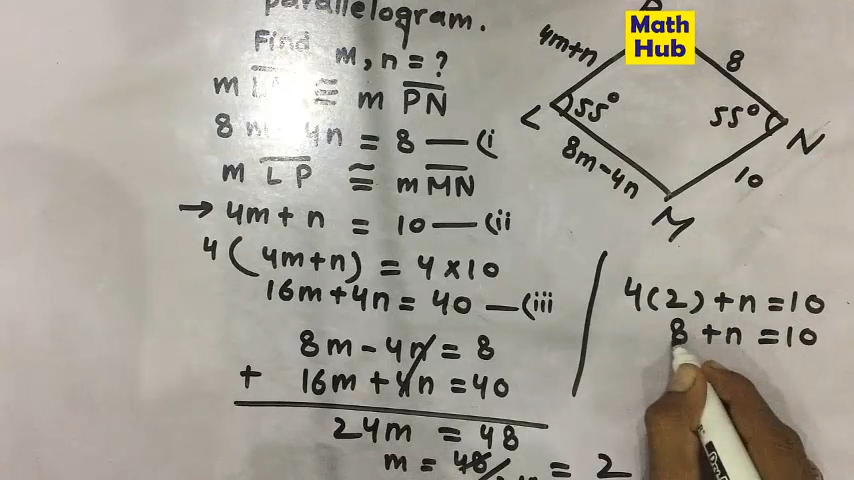 parallelogram.
Find m, n = ?
m ≅ m PN
4n = 8 — (i
m LP ≅ m MN
→ 4m + n = 10 — (ii
4 ( 4m+n) = 4 × 10
16m + 4n = 40 — (iii
8m - 4n = 8
+ 16m + 4n = 40
24m = 48
m = 48/ = 2
4(2) + n = 10
8 + n = 10
Math
Hub
4m+n
8
L
55°
55°
N
8m-4n
10
M